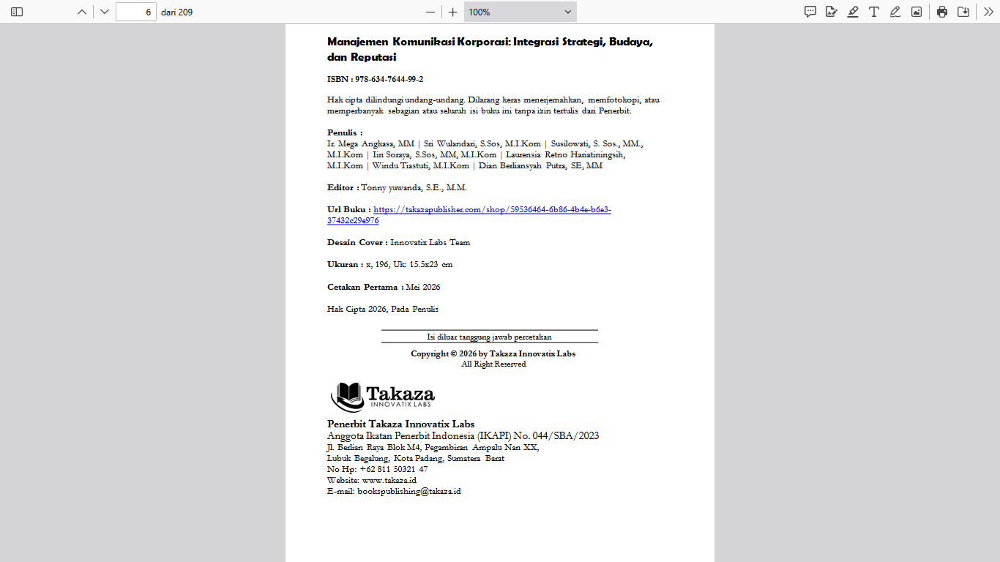 6 dari 209
100%
Manajemen Komunikasi Korporasi: Integrasi Strategi, Budaya,
dan Reputasi
ISBN : 978-634-7644-99-2
Hak cipta dilindungi undang-undang. Dilarang keras menerjemahkan, memfotokopi, atau
memperbanyak sebagian atau seluruh isi buku ini tanpa izin tertulis dari Penerbit.
Penulis :
Ir. Mega Angkasa, MM | Sri Wulandari, S.Sos, M.I.Kom | Susilowati, S. Sos., MM.,
M.I.Kom | Iin Soraya, S.Sos, MM, M.I.Kom | Laurensia Retno Hariatiningsih,
M.I.Kom | Windu Tiastuti, M.I.Kom | Dian Berliansyah Putra, SE, MM
Editor : Tonny yuwanda, S.E., M.M.
Url Buku : https://takazapublisher.com/shop/59536464-6b86-4b4e-b6e3-
37432c29e976
Desain Cover : Innovatix Labs Team
Ukuran : x, 196, Uk: 15.5x23 cm
Cetakan Pertama : Mei 2026
Hak Cipta 2026, Pada Penulis
Isi diluar tanggung jawab percetakan
Copyright © 2026 by Takaza Innovatix Labs
All Right Reserved
Takaza
INNOVATIX LABS
Penerbit Takaza Innovatix Labs
Anggota Ikatan Penerbit Indonesia (IKAPI) No. 044/SBA/2023
Jl. Berlian Raya Blok M4, Pegambiran Ampalu Nan XX,
Lubuk Begalung, Kota Padang, Sumatera Barat
No Hp: +62 811 50321 47
Website: www.takaza.id
E-mail: bookspublishing@takaza.id